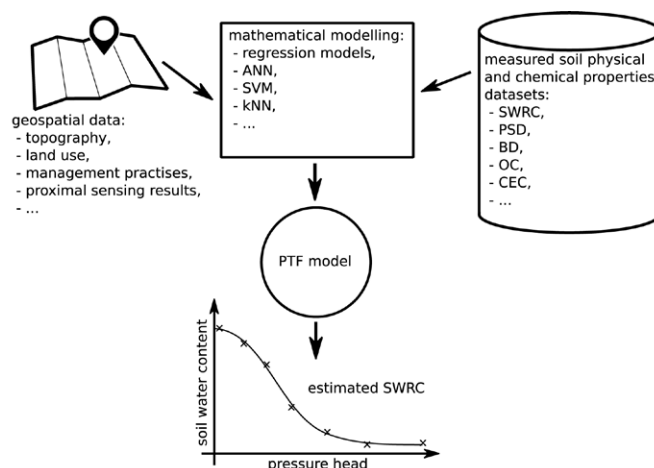 geospatial data:
- topography,
- land use,
- management practises,
- proximal sensing results,
- ...
mathematical modelling:
- regression models,
- ANN,
- SVM,
- kNN,
- ...
measured soil physical
and chemical properties
datasets:
- SWRC,
- PSD,
- BD,
- OC,
- CEC,
- ...
PTF model
soil water content
estimated SWRC
pressure head